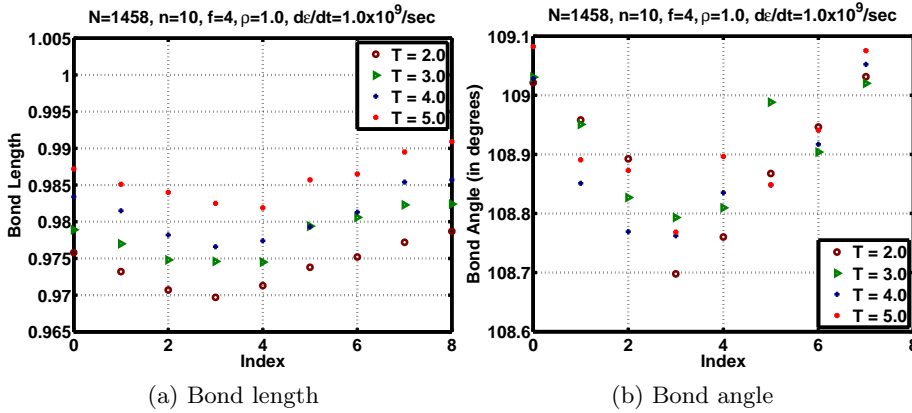 N=1458, n=10, f=4, ρ=1.0, dε/dt=1.0x10⁹/sec
1.005
1
0.995
0.99
0.985
0.98
0.975
0.97
0.965
Bond Length
T = 2.0
T = 3.0
T = 4.0
T = 5.0
0 2 4 6 8
Index
(a) Bond length
N=1458, n=10, f=4, ρ=1.0, dε/dt=1.0x10⁹/sec
109.1
109
108.9
108.8
108.7
108.6
Bond Angle (in degrees)
T = 2.0
T = 3.0
T = 4.0
T = 5.0
0 2 4 6 8
Index
(b) Bond angle